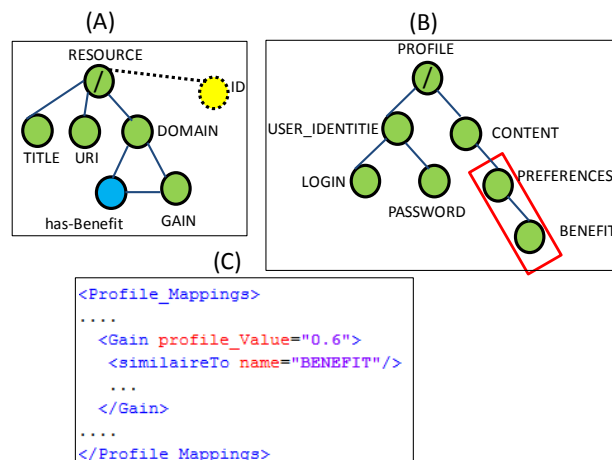 (A)
RESOURCE
/
ID
TITLE
URI
DOMAIN
has-Benefit
GAIN
(B)
PROFILE
/
USER_IDENTITIE
CONTENT
LOGIN
PASSWORD
PREFERENCES
BENEFIT
(C)
<Profile_Mappings>
....
<Gain profile_Value="0.6">
<similaireTo name="BENEFIT"/>
...
</Gain>
....
</Profile_Mappings>